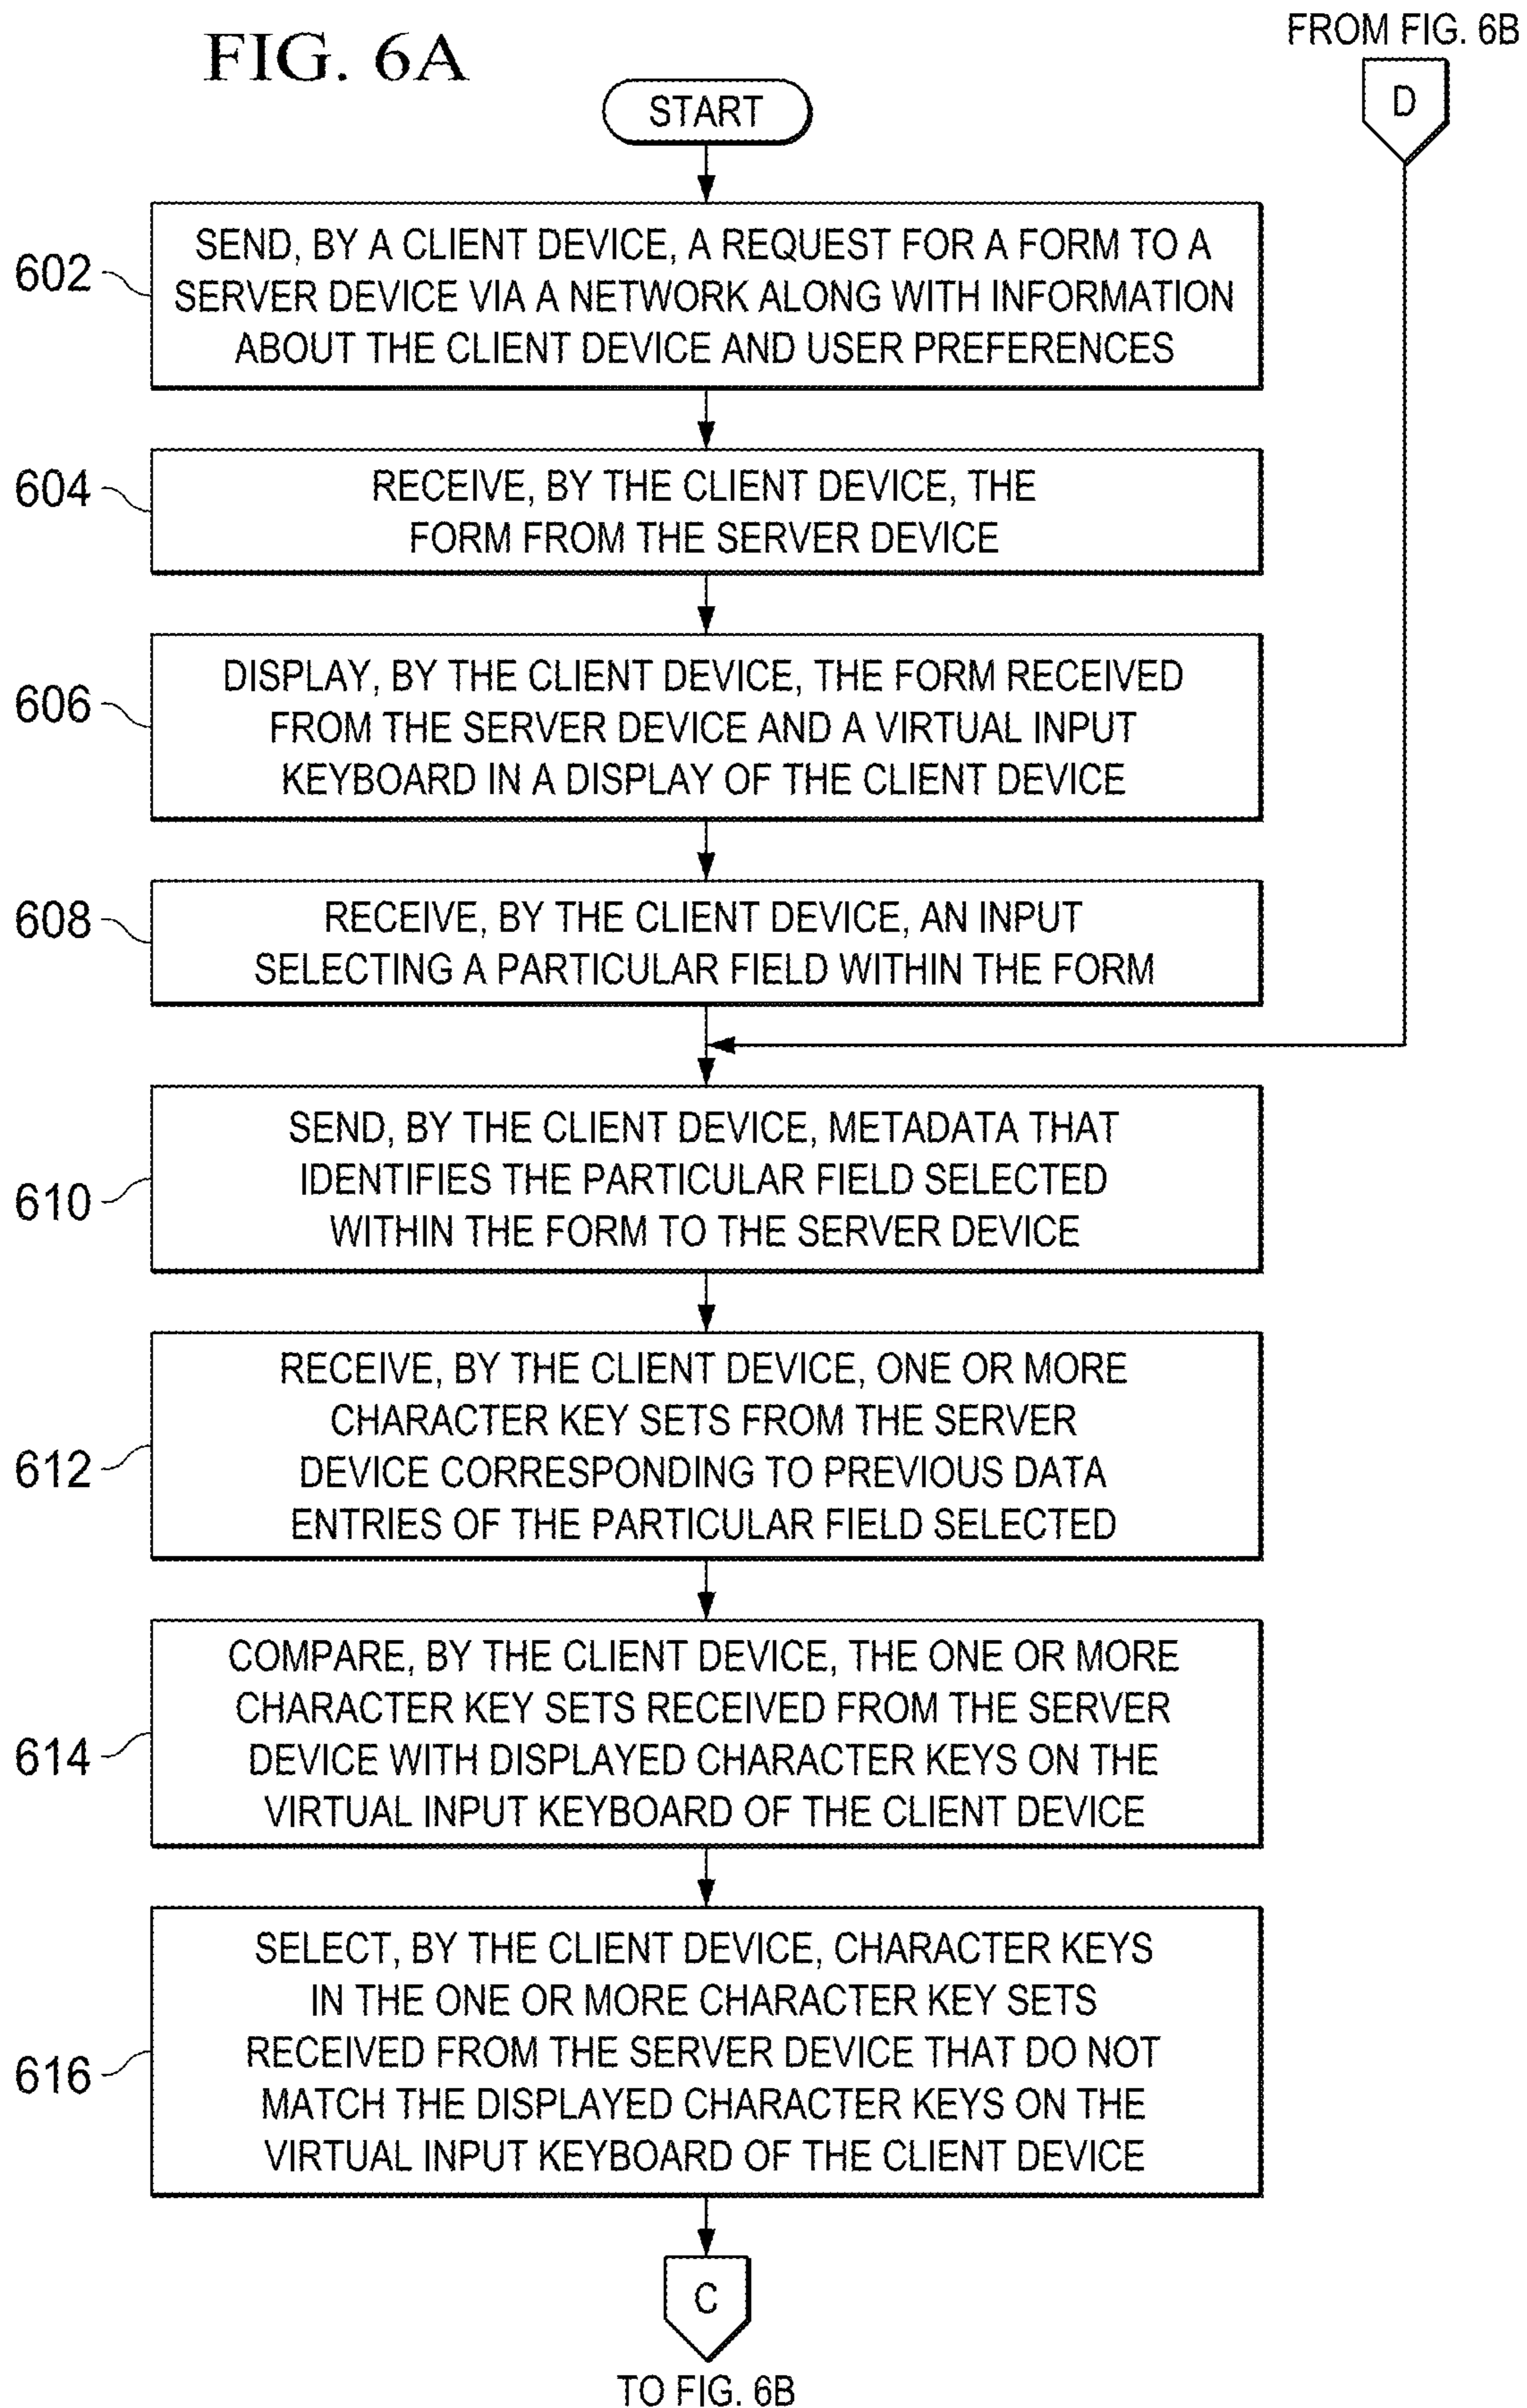 FIG. 6A
FROM FIG. 6B
D
START
602
SEND, BY A CLIENT DEVICE, A REQUEST FOR A FORM TO A
SERVER DEVICE VIA A NETWORK ALONG WITH INFORMATION
ABOUT THE CLIENT DEVICE AND USER PREFERENCES
604
RECEIVE, BY THE CLIENT DEVICE, THE
FORM FROM THE SERVER DEVICE
606
DISPLAY, BY THE CLIENT DEVICE, THE FORM RECEIVED
FROM THE SERVER DEVICE AND A VIRTUAL INPUT
KEYBOARD IN A DISPLAY OF THE CLIENT DEVICE
608
RECEIVE, BY THE CLIENT DEVICE, AN INPUT
SELECTING A PARTICULAR FIELD WITHIN THE FORM
610
SEND, BY THE CLIENT DEVICE, METADATA THAT
IDENTIFIES THE PARTICULAR FIELD SELECTED
WITHIN THE FORM TO THE SERVER DEVICE
612
RECEIVE, BY THE CLIENT DEVICE, ONE OR MORE
CHARACTER KEY SETS FROM THE SERVER
DEVICE CORRESPONDING TO PREVIOUS DATA
ENTRIES OF THE PARTICULAR FIELD SELECTED
614
COMPARE, BY THE CLIENT DEVICE, THE ONE OR MORE
CHARACTER KEY SETS RECEIVED FROM THE SERVER
DEVICE WITH DISPLAYED CHARACTER KEYS ON THE
VIRTUAL INPUT KEYBOARD OF THE CLIENT DEVICE
616
SELECT, BY THE CLIENT DEVICE, CHARACTER KEYS
IN THE ONE OR MORE CHARACTER KEY SETS
RECEIVED FROM THE SERVER DEVICE THAT DO NOT
MATCH THE DISPLAYED CHARACTER KEYS ON THE
VIRTUAL INPUT KEYBOARD OF THE CLIENT DEVICE
C
TO FIG. 6B